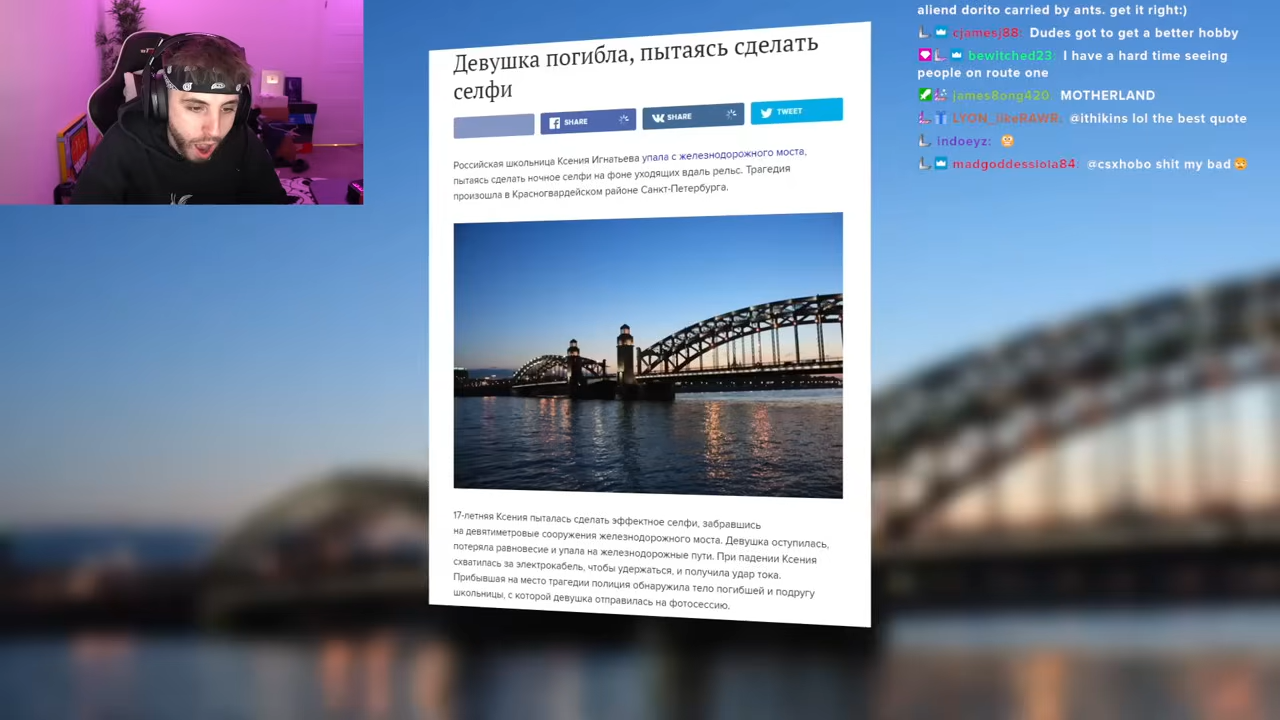 Девушка погибла, пытаясь сделать
селфи
SHARE
SHARE
TWEET
Российская школьница Ксения Игнатьева упала с железнодорожного моста,
пытаясь сделать ночное селфи на фоне уходящих вдаль рельс. Трагедия
произошла в Красногвардейском районе Санкт-Петербурга.
17-летняя Ксения пыталась сделать эффектное селфи, забравшись
на девятиметровые сооружения железнодорожного моста. Девушка оступилась,
потеряла равновесие и упала на железнодорожные пути. При падении Ксения
схватилась за электрокабель, чтобы удержаться, и получила удар тока.
Прибывшая на место трагедии полиция обнаружила тело погибшей и подругу
школьницы, с которой девушка отправилась на фотосессию.
aliend dorito carried by ants. get it right:)
cjamesj88: Dudes got to get a better hobby
bewitched23: I have a hard time seeing
people on route one
james8ong420: MOTHERLAND
LYON_likeRAWR: @ithikins lol the best quote
indoeyz:
madgoddesslola84: @csxhobo shit my bad